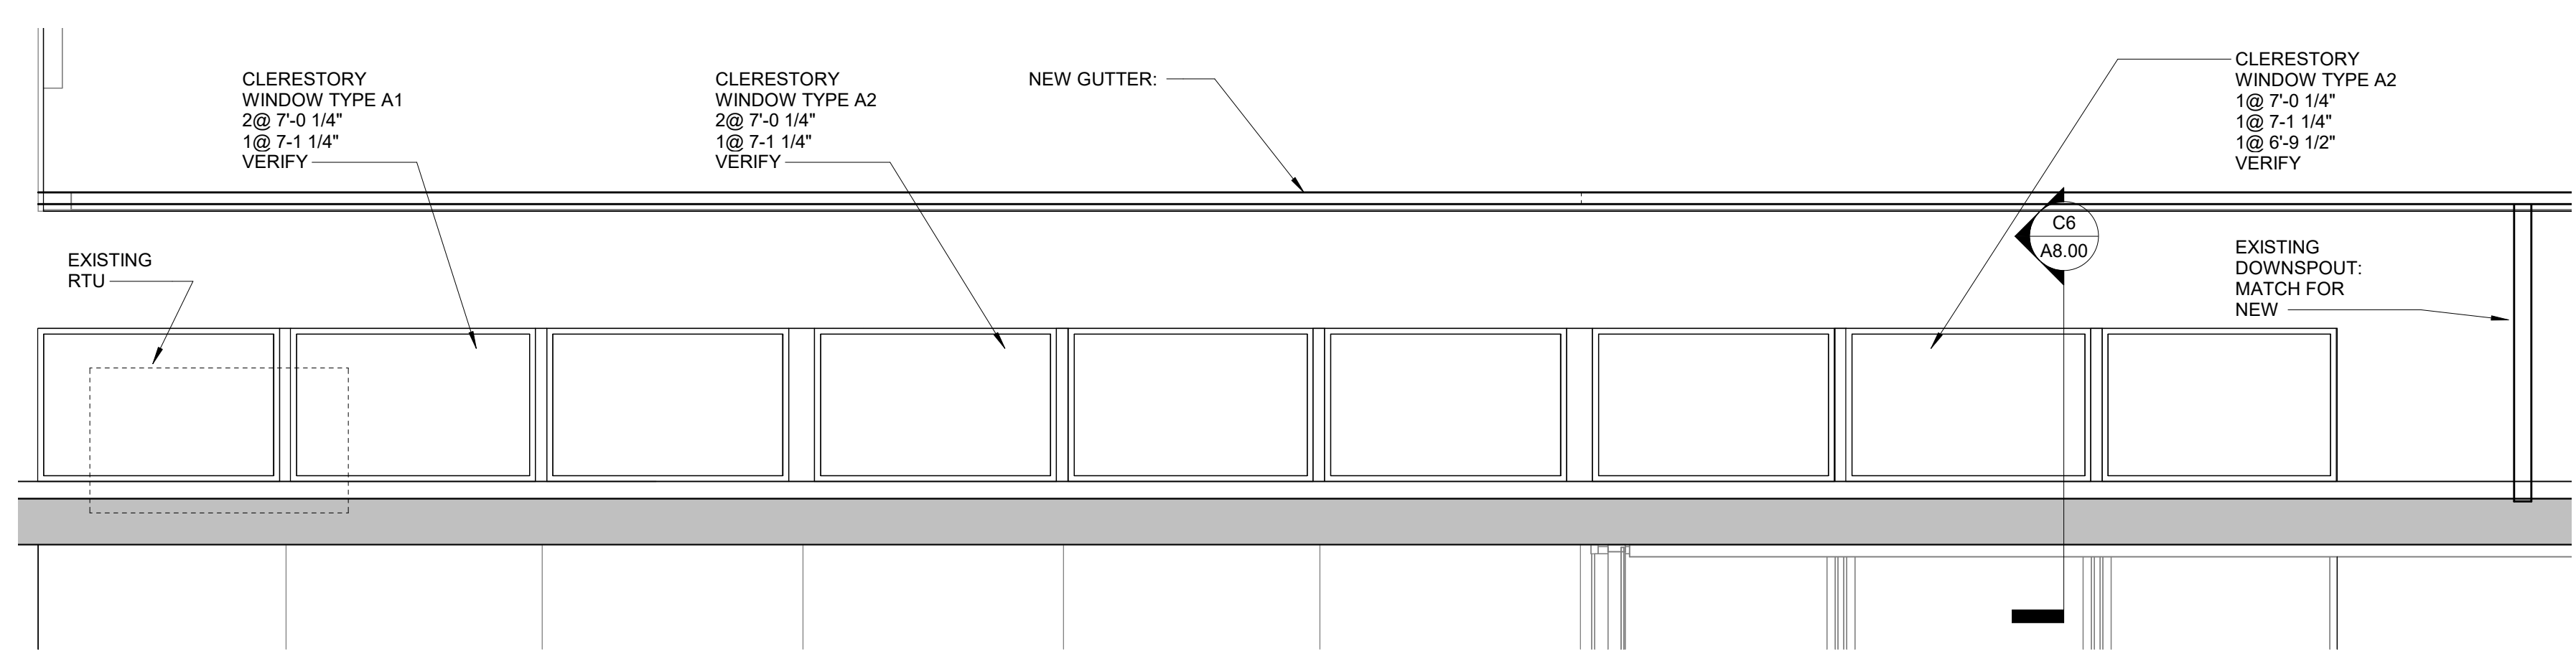 CLERESTORY
WINDOW TYPE A1
2@ 7'-0 1/4"
1@ 7-1 1/4"
VERIFY
CLERESTORY
WINDOW TYPE A2
2@ 7'-0 1/4"
1@ 7-1 1/4"
VERIFY
NEW GUTTER:
CLERESTORY
WINDOW TYPE A2
1@ 7'-0 1/4"
1@ 7-1 1/4"
1@ 6'-9 1/2"
VERIFY
C6
A8.00
EXISTING
RTU
EXISTING
DOWNSPOUT:
MATCH FOR
NEW